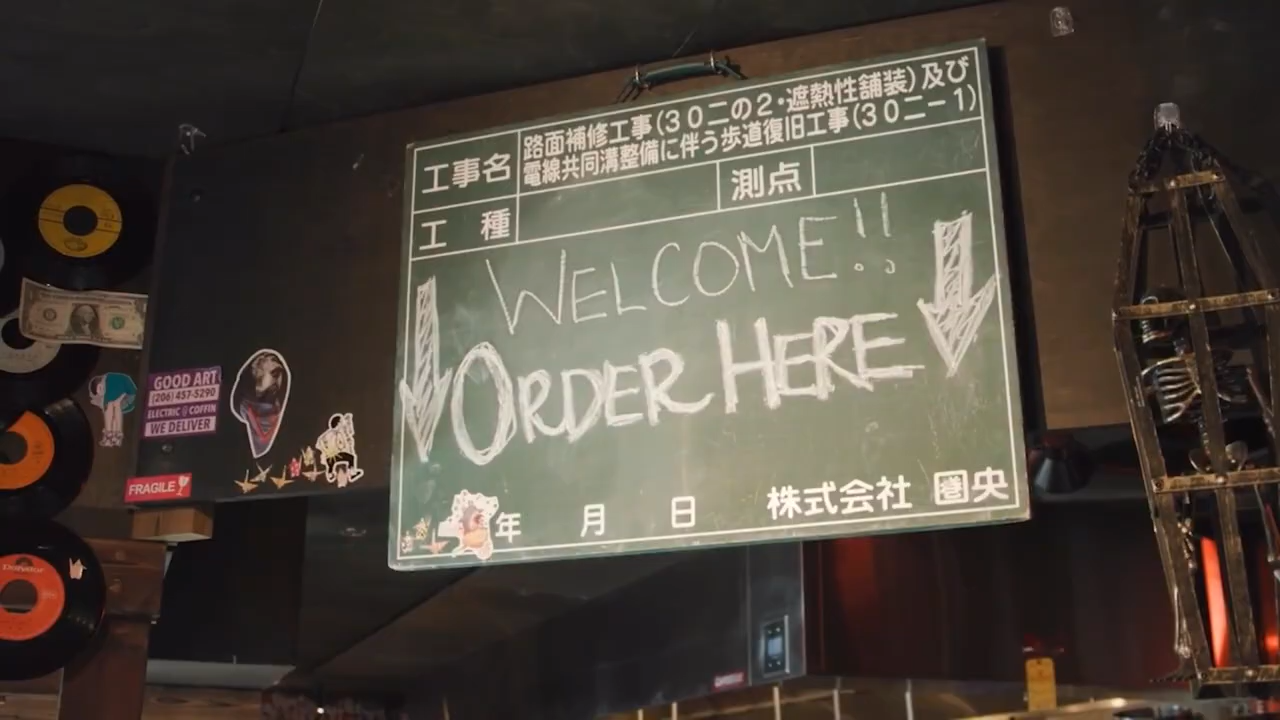 工事名
路面補修工事(30二の2・遮熱性舗装)及び
電線共同溝整備に伴う歩道復旧工事(30二ー1)
工 種
測点
WELCOME!!
ORDER HERE
年 月 日
株式会社 圏央
GOOD ART
(206) 457-5290
ELECTRIC @ COFFIN
WE DELIVER
FRAGILE